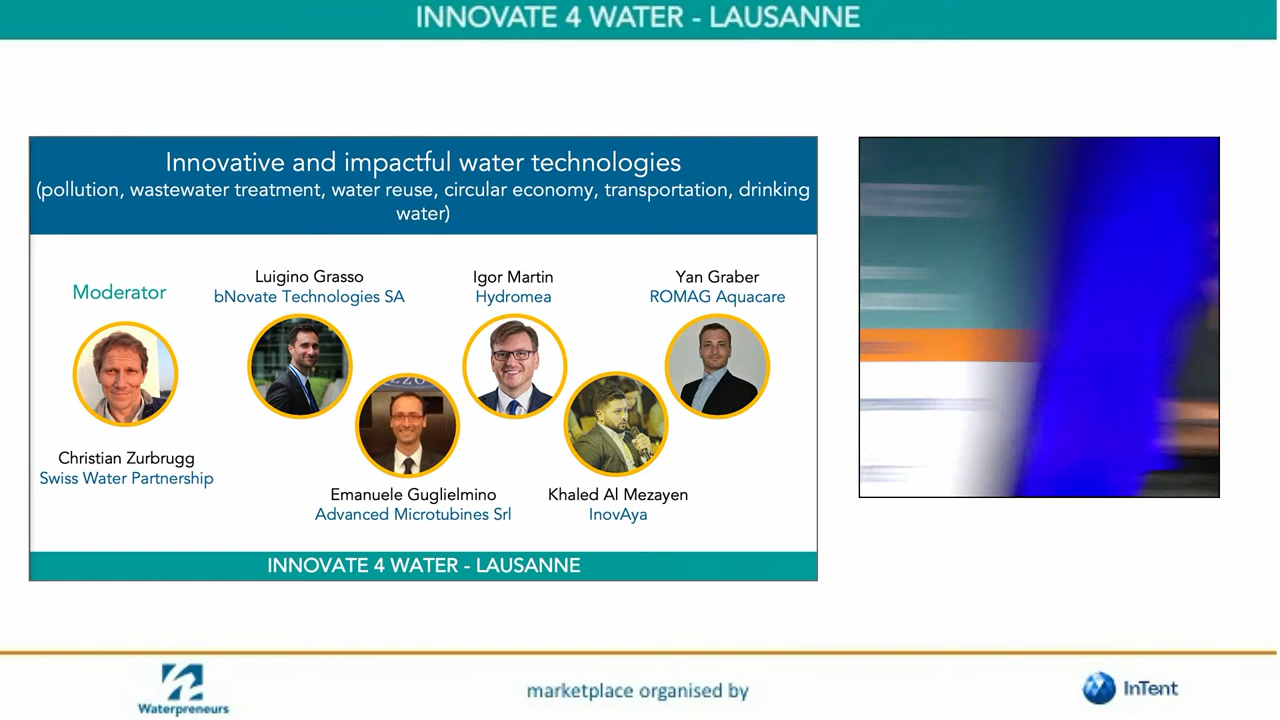 INNOVATE 4 WATER - LAUSANNE
Innovative and impactful water technologies
(pollution, wastewater treatment, water reuse, circular economy, transportation, drinking
water)
Moderator
Christian Zurbrugg
Swiss Water Partnership
Luigino Grasso
bNovate Technologies SA
Emanuele Guglielmino
Advanced Microtubines Srl
Igor Martin
Hydromea
Khaled Al Mezayen
InovAya
Yan Graber
ROMAG Aquacare
INNOVATE 4 WATER - LAUSANNE
Waterpreneurs
marketplace organised by
InTent